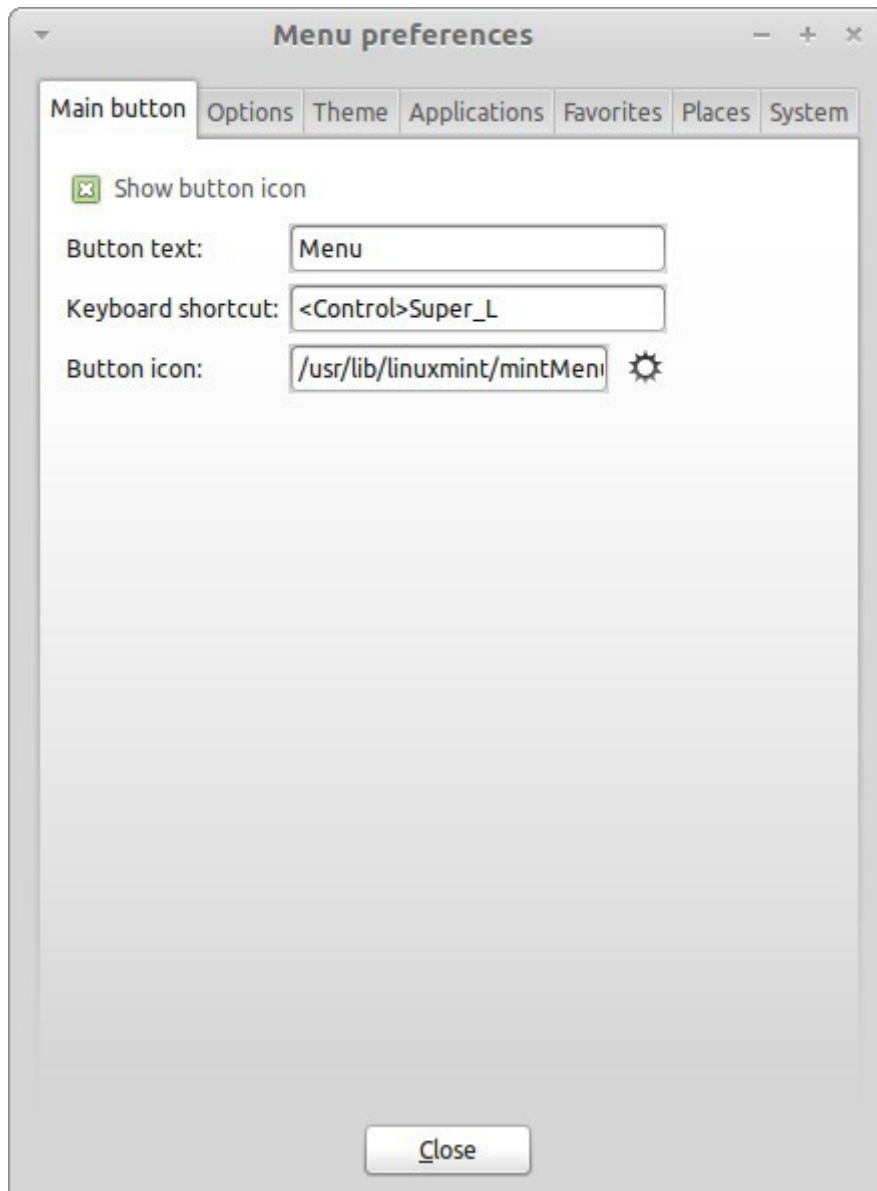 Menu preferences
Main button Options Theme Applications Favorites Places System
Show button icon
Button text: Menu
Keyboard shortcut: <Control>Super_L
Button icon: /usr/lib/linuxmint/mintMenu
Close